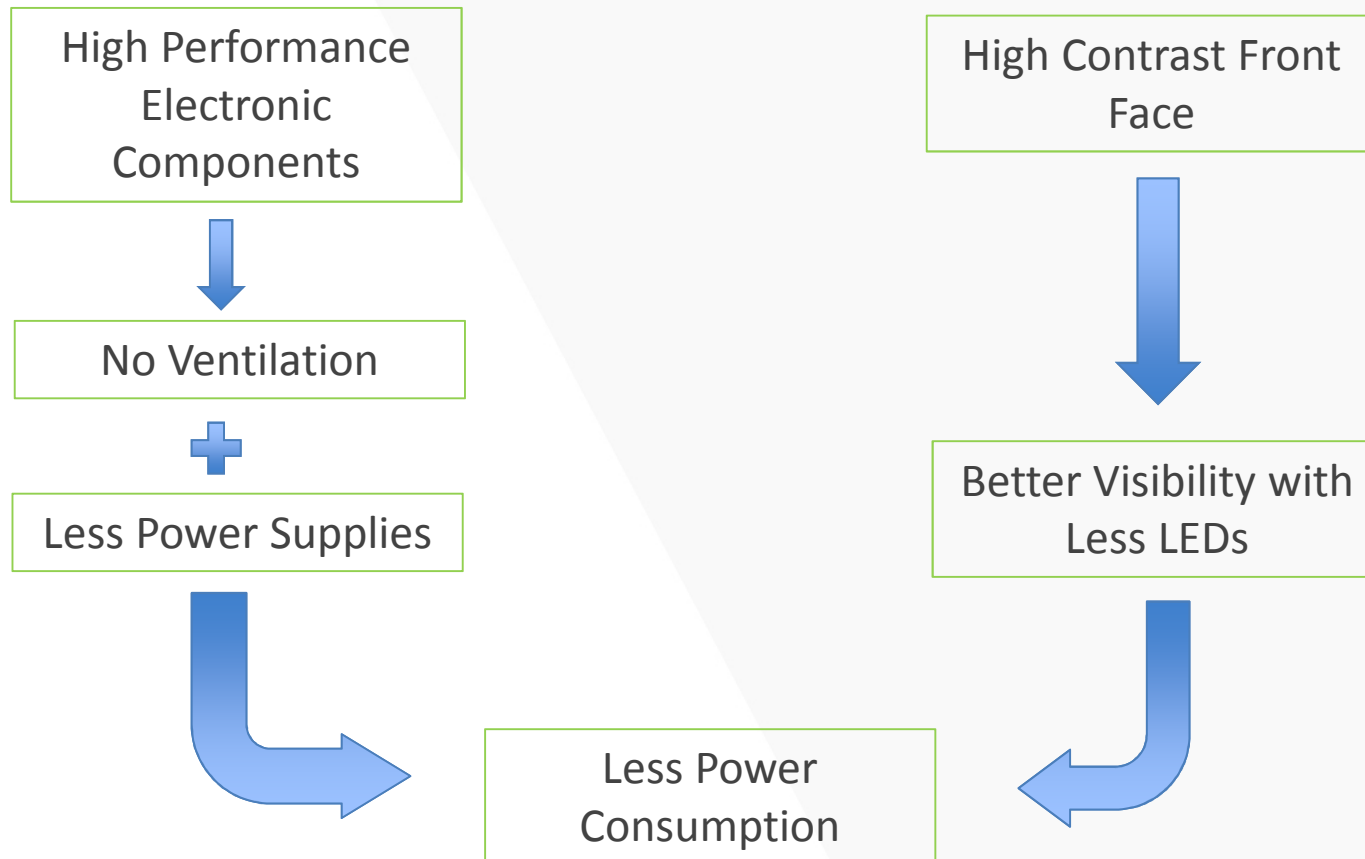 High Performance
Electronic
Components
No Ventilation
Less Power Supplies
High Contrast Front
Face
Better Visibility with
Less LEDs
Less Power
Consumption